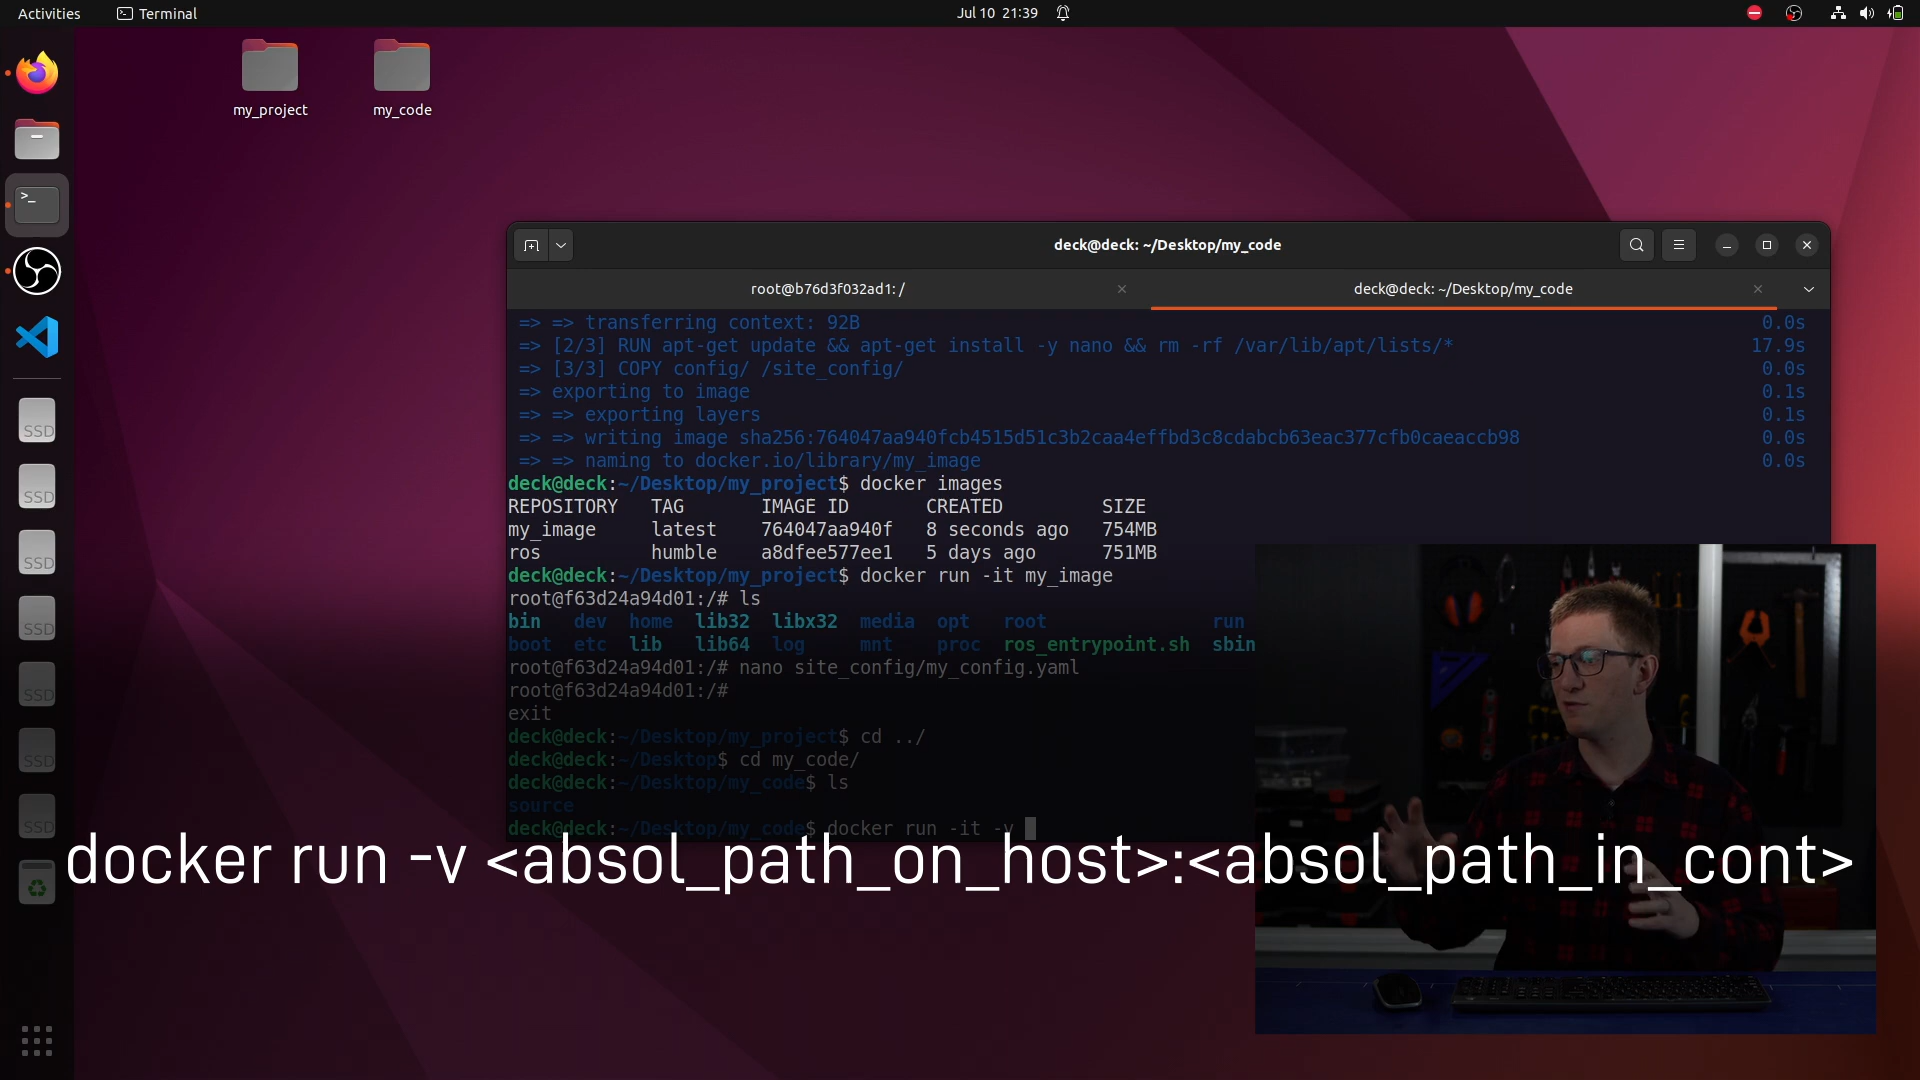 Activities
Terminal
Jul 10 21:39
my_project
my_code
deck@deck: ~/Desktop/my_code
root@b76d3f032ad1: /
deck@deck: ~/Desktop/my_code
=> => transferring context: 92B 0.0s
=> [2/3] RUN apt-get update && apt-get install -y nano && rm -rf /var/lib/apt/lists/* 17.9s
=> [3/3] COPY config/ /site_config/ 0.0s
=> exporting to image 0.1s
=> => exporting layers 0.1s
=> => writing image sha256:764047aa940fcb4515d51c3b2caa4effbd3c8cdabcb63eac377cfb0caeaccb98 0.0s
=> => naming to docker.io/library/my_image 0.0s
deck@deck:~/Desktop/my_project$ docker images
REPOSITORY TAG IMAGE ID CREATED SIZE
my_image latest 764047aa940f 8 seconds ago 754MB
ros humble a8dfee577ee1 5 days ago 751MB
deck@deck:~/Desktop/my_project$ docker run -it my_image
root@f63d24a94d01:/# ls
bin dev home lib32 libx32 media opt root run
boot etc lib lib64 log mnt proc ros_entrypoint.sh sbin
root@f63d24a94d01:/# nano site_config/my_config.yaml
root@f63d24a94d01:/#
exit
deck@deck:~/Desktop/my_project$ cd ../
deck@deck:~/Desktop$ cd my_code/
deck@deck:~/Desktop/my_code$ ls
source
deck@deck:~/Desktop/my_code$ docker run -it -v
docker run -v <absol_path_on_host>:<absol_path_in_cont>
SSD
SSD
SSD
SSD
SSD
SSD
SSD